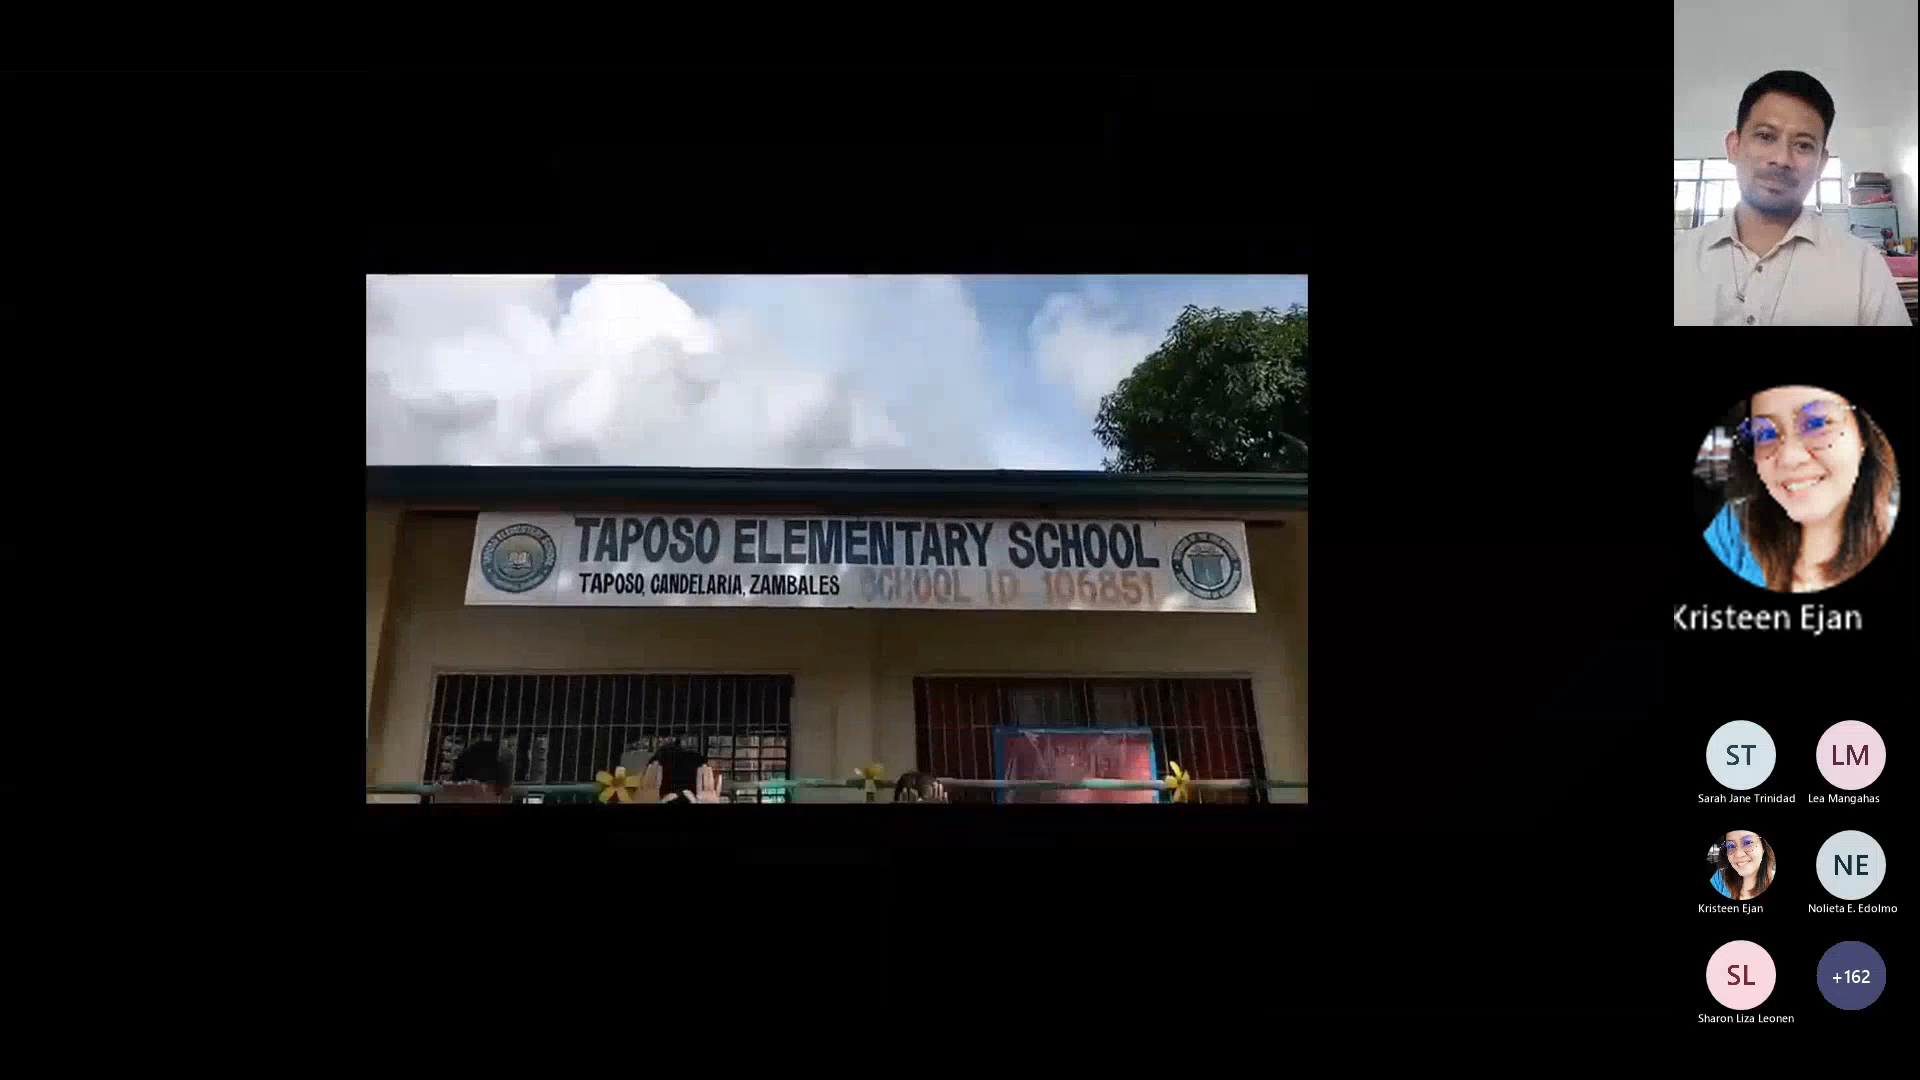 TAPOSO ELEMENTARY SCHOOL
TAPOSO, CANDELARIA, ZAMBALES SCHOOL ID 106851
Kristeen Ejan
ST
LM
Sarah Jane Trinidad
Lea Mangahas
NE
Kristeen Ejan
Nolieta E. Edolmo
SL
+162
Sharon Liza Leonen